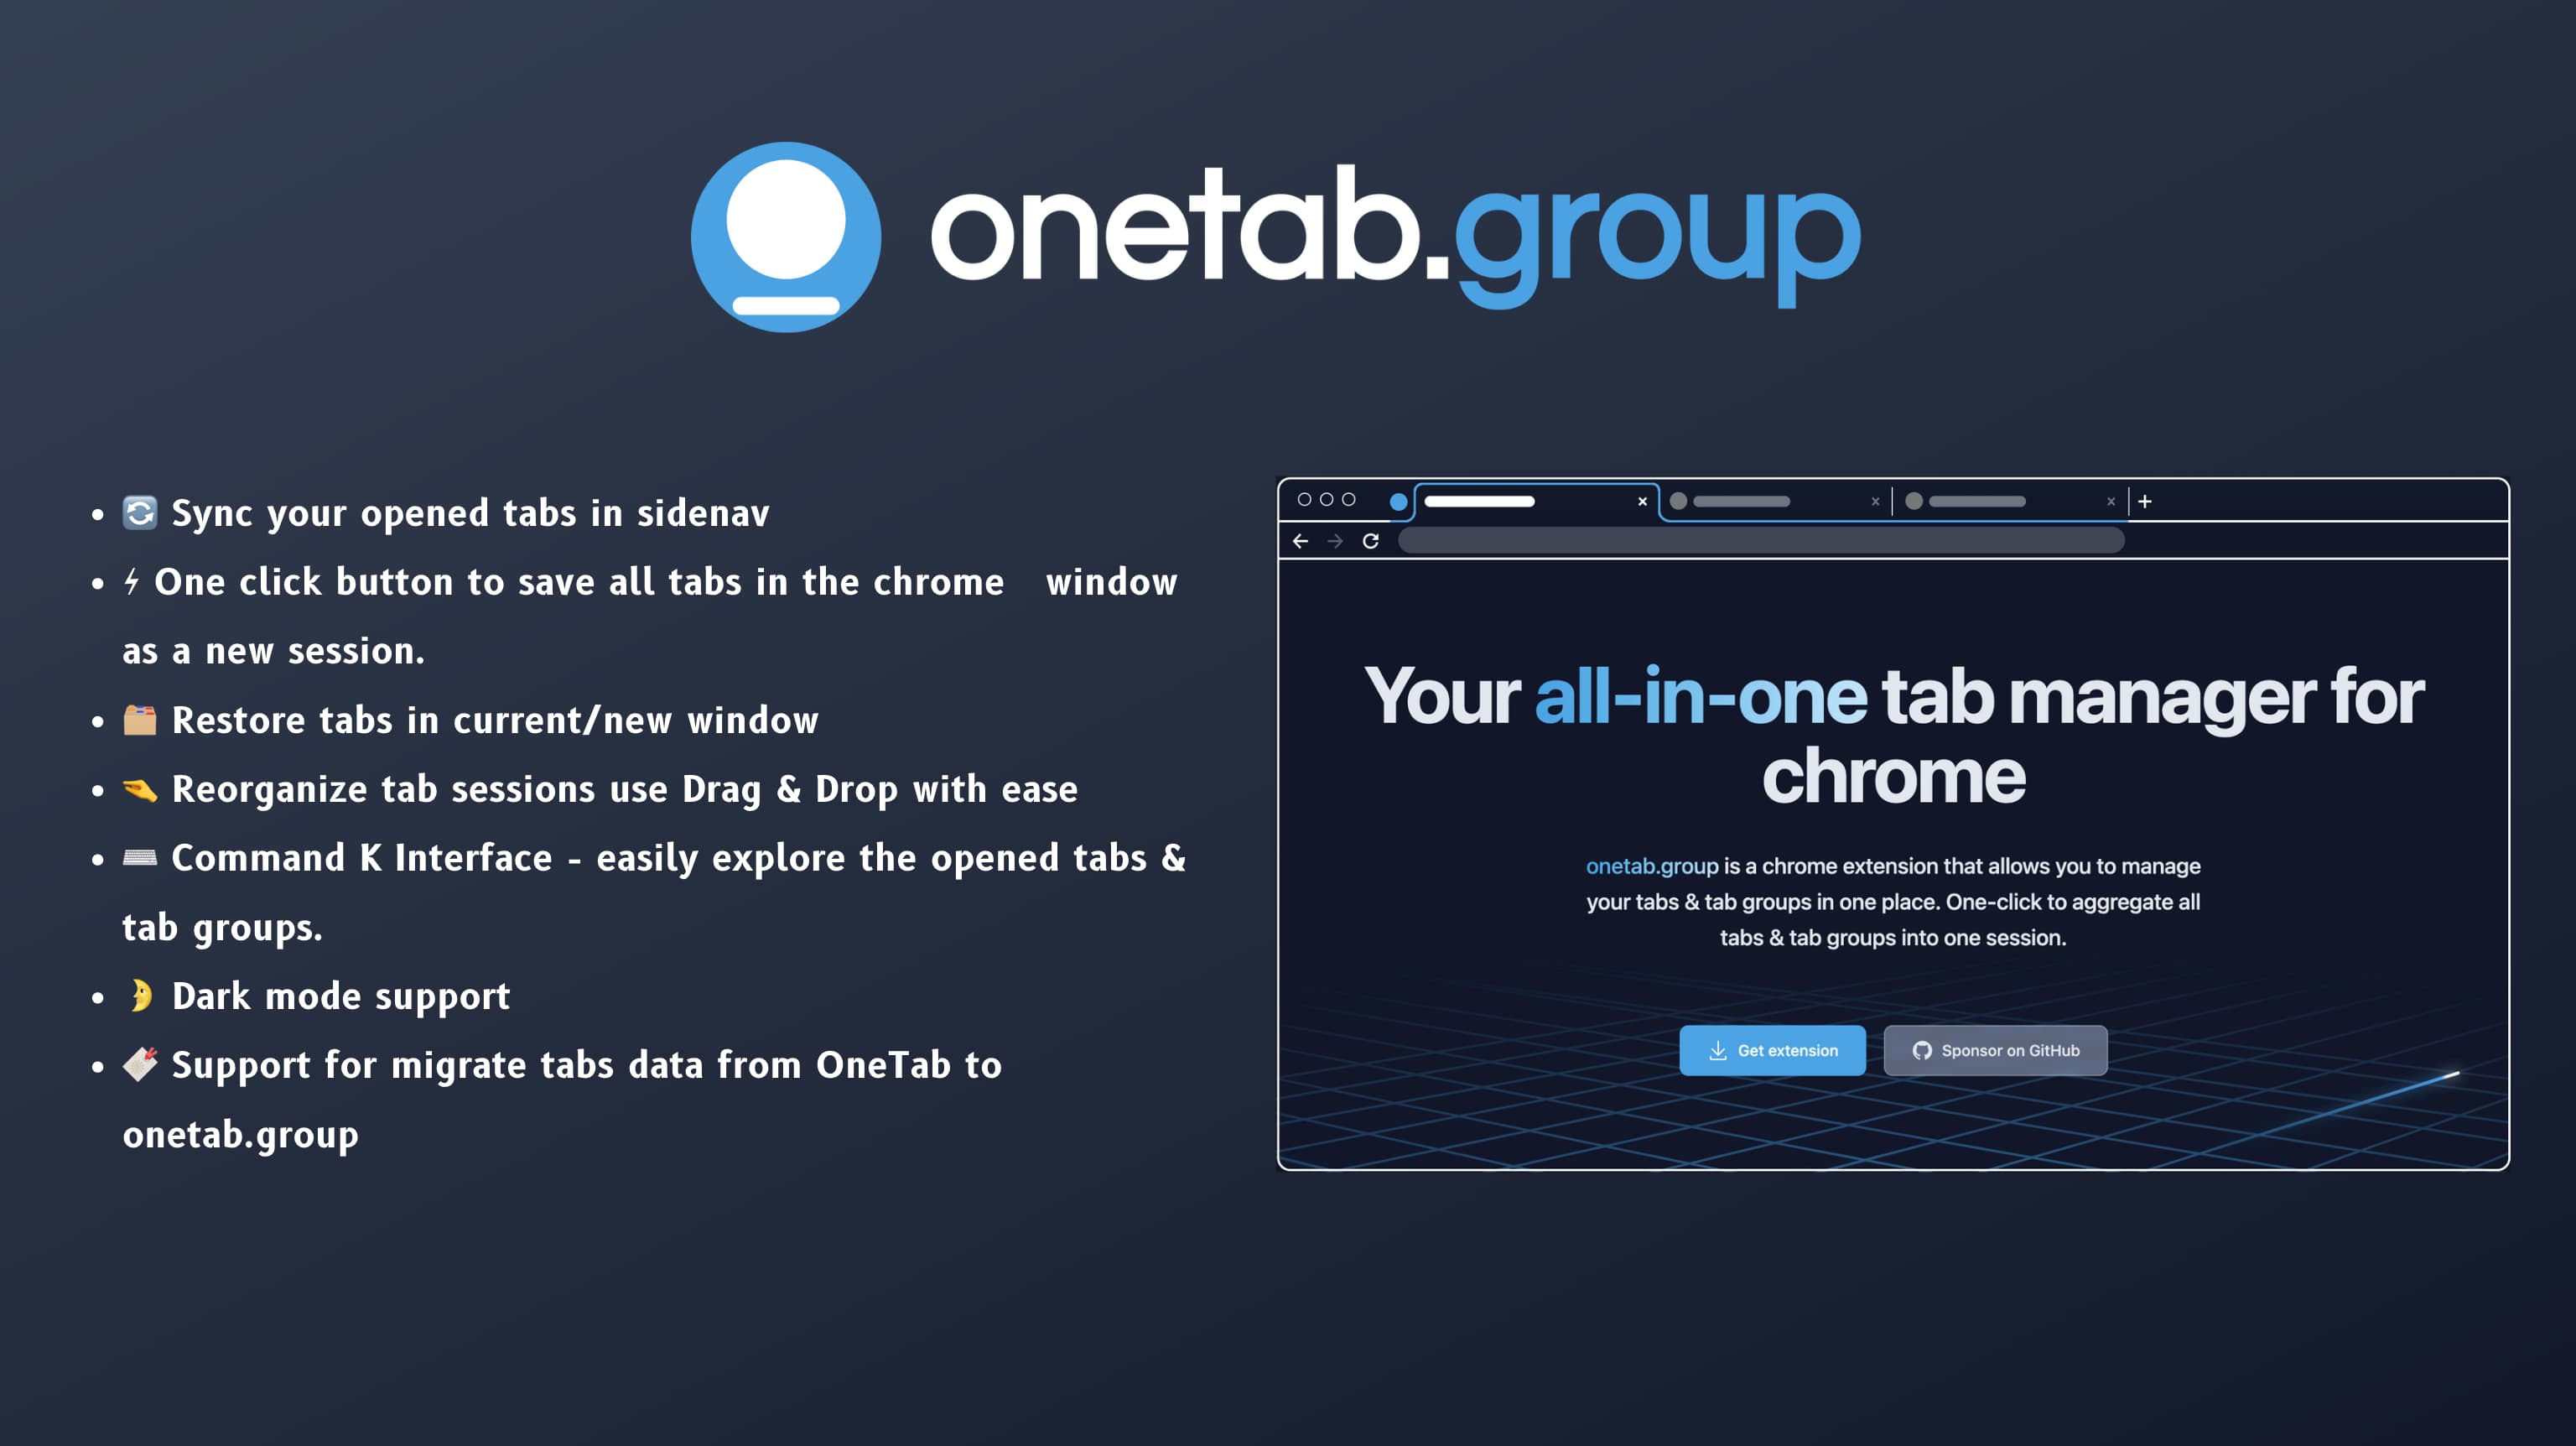 onetab.group
• 🔄 Sync your opened tabs in sidenav
• ⚡ One click button to save all tabs in the chrome window
as a new session.
• 🗂️ Restore tabs in current/new window
• 🫳 Reorganize tab sessions use Drag & Drop with ease
• ⌨️ Command K Interface - easily explore the opened tabs &
tab groups.
• 🌛 Dark mode support
• Support for migrate tabs data from OneTab to
onetab.group
Your all-in-one tab manager for
chrome
onetab.group is a chrome extension that allows you to manage
your tabs & tab groups in one place. One-click to aggregate all
tabs & tab groups into one session.
Get extension
Sponsor on GitHub